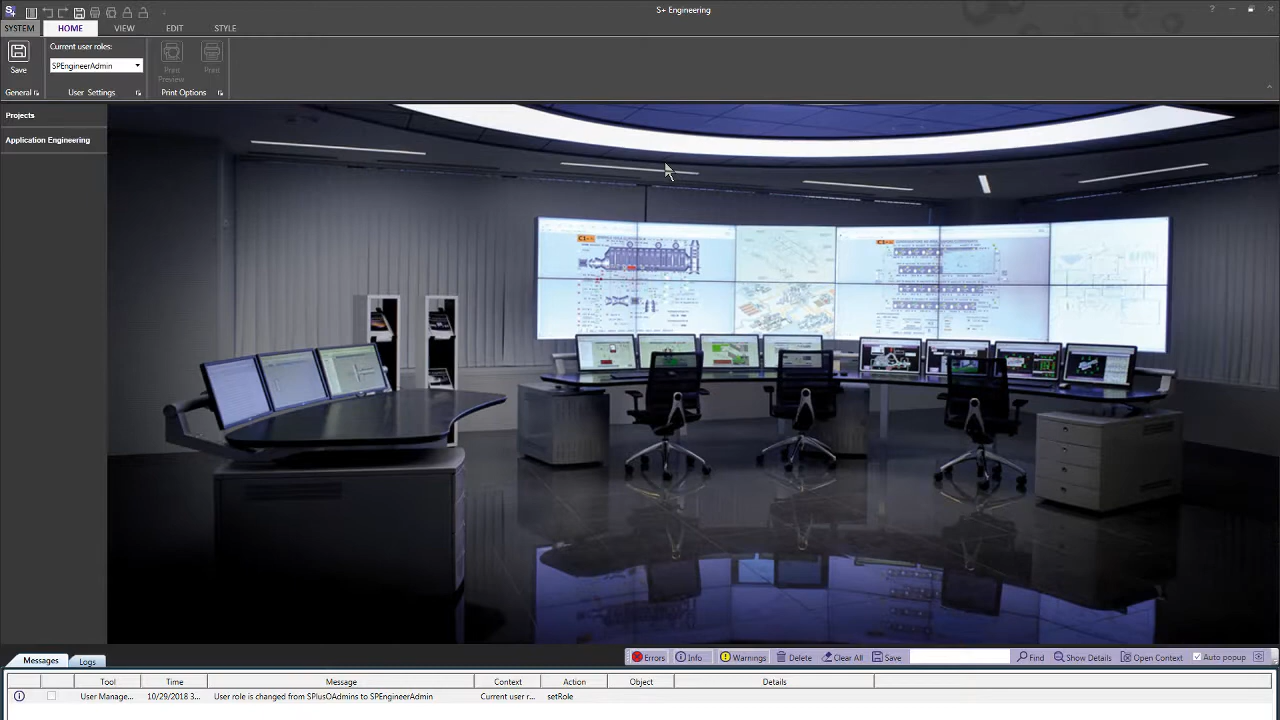 S+ Engineering
SYSTEM HOME VIEW EDIT STYLE
Current user roles:
SPEngineerAdmin
Save
Print Preview
Print
General
User Settings
Print Options
Projects
Application Engineering
Messages Logs
Errors Info Warnings Delete Clear All Save Find Show Details Open Context Auto popup
Tool Time Message Context Action Object Details
User Manage... 10/29/2018 3... User role is changed from SPlusOAdmins to SPEngineerAdmin Current user r... setRole